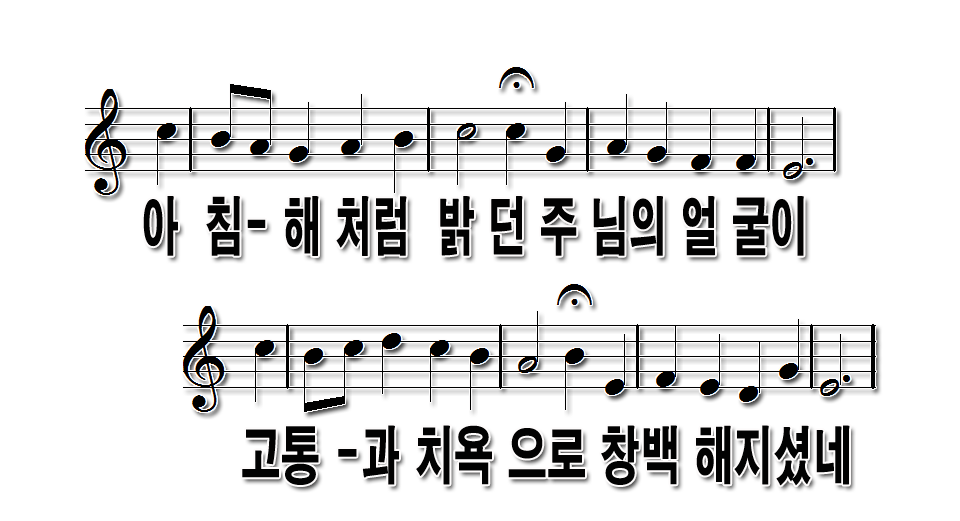 아 침- 해 처럼 밝 던 주 님의 얼 굴이
고통 -과 치욕 으로 창백 해지셨네